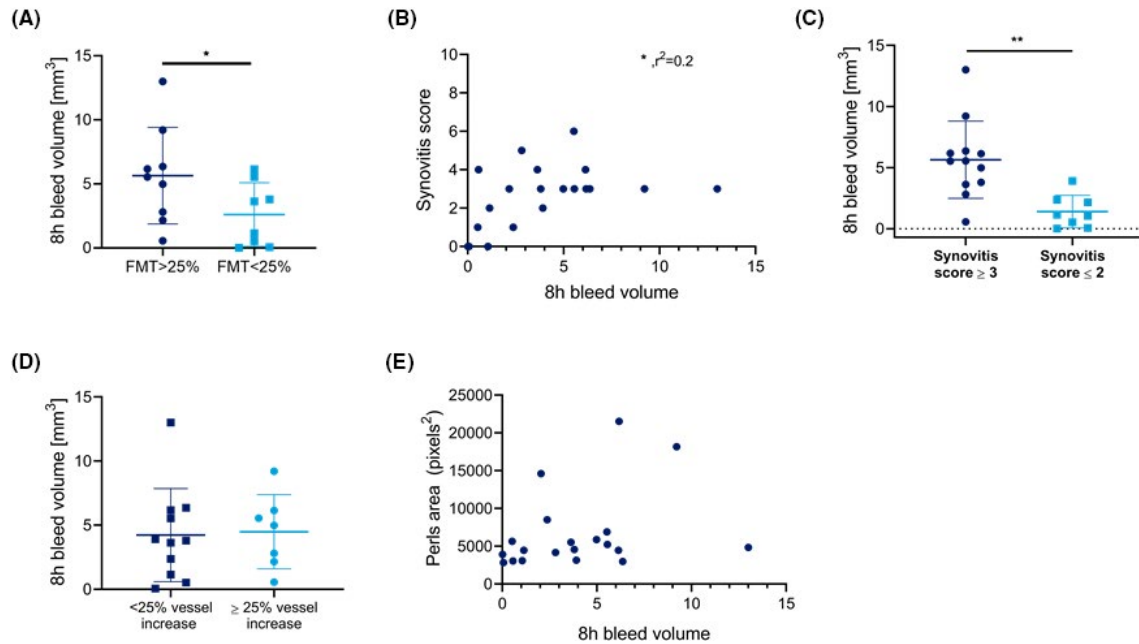 (A)
8h bleed volume [mm³]
15
10
5
0
*
FMT>25% FMT<25%
(B)
Synovitis score
10
8
6
4
2
0
* ,r²=0.2
0 5 10 15
8h bleed volume
(C)
8h bleed volume [mm³]
15
10
5
0
**
Synovitis
score ≥ 3
Synovitis
score ≤ 2
(D)
8h bleed volume [mm³]
15
10
5
0
<25% vessel
increase
≥ 25% vessel
increase
(E)
Perls area (pixels²)
25000
20000
15000
10000
5000
0
0 5 10 15
8h bleed volume